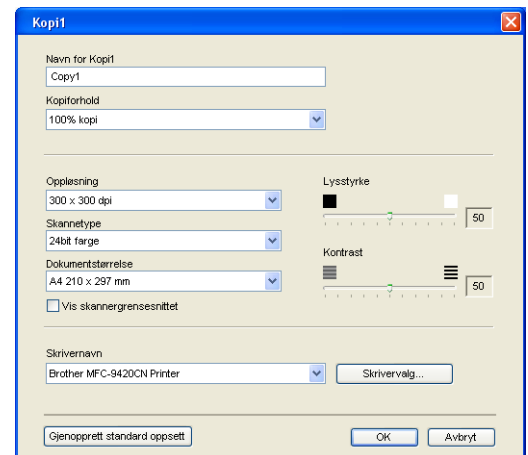 Kopi1
Navn for Kopi1
Copy1
Kopiforhold
100% kopi
Oppløsning
300 x 300 dpi
Skannetype
24bit farge
Dokumentstørrelse
A4 210 x 297 mm
Vis skannergrensesnittet
Lysstyrke
50
Kontrast
50
Skrivernavn
Brother MFC-9420CN Printer
Skrivervalg...
Gjenopprett standard oppsett
OK
Avbryt